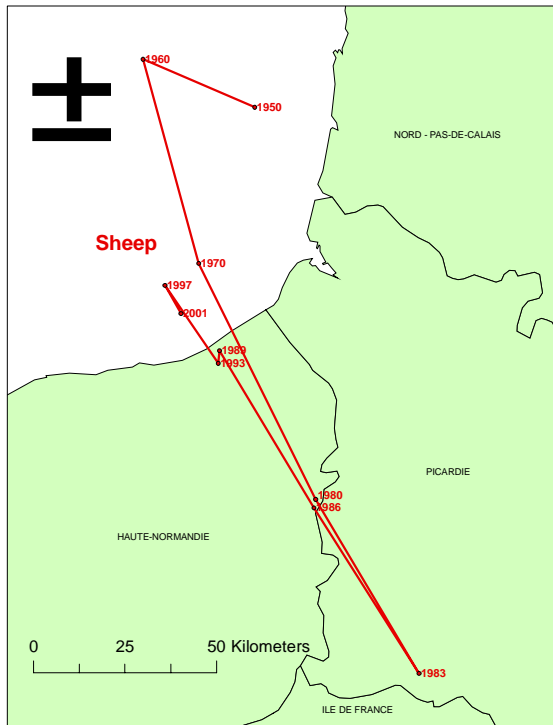 1960
1950
NORD - PAS-DE-CALAIS
Sheep
1970
1997
2001
1989
1993
PICARDIE
1980
1986
HAUTE-NORMANDIE
0 25 50 Kilometers
1983
ILE DE FRANCE